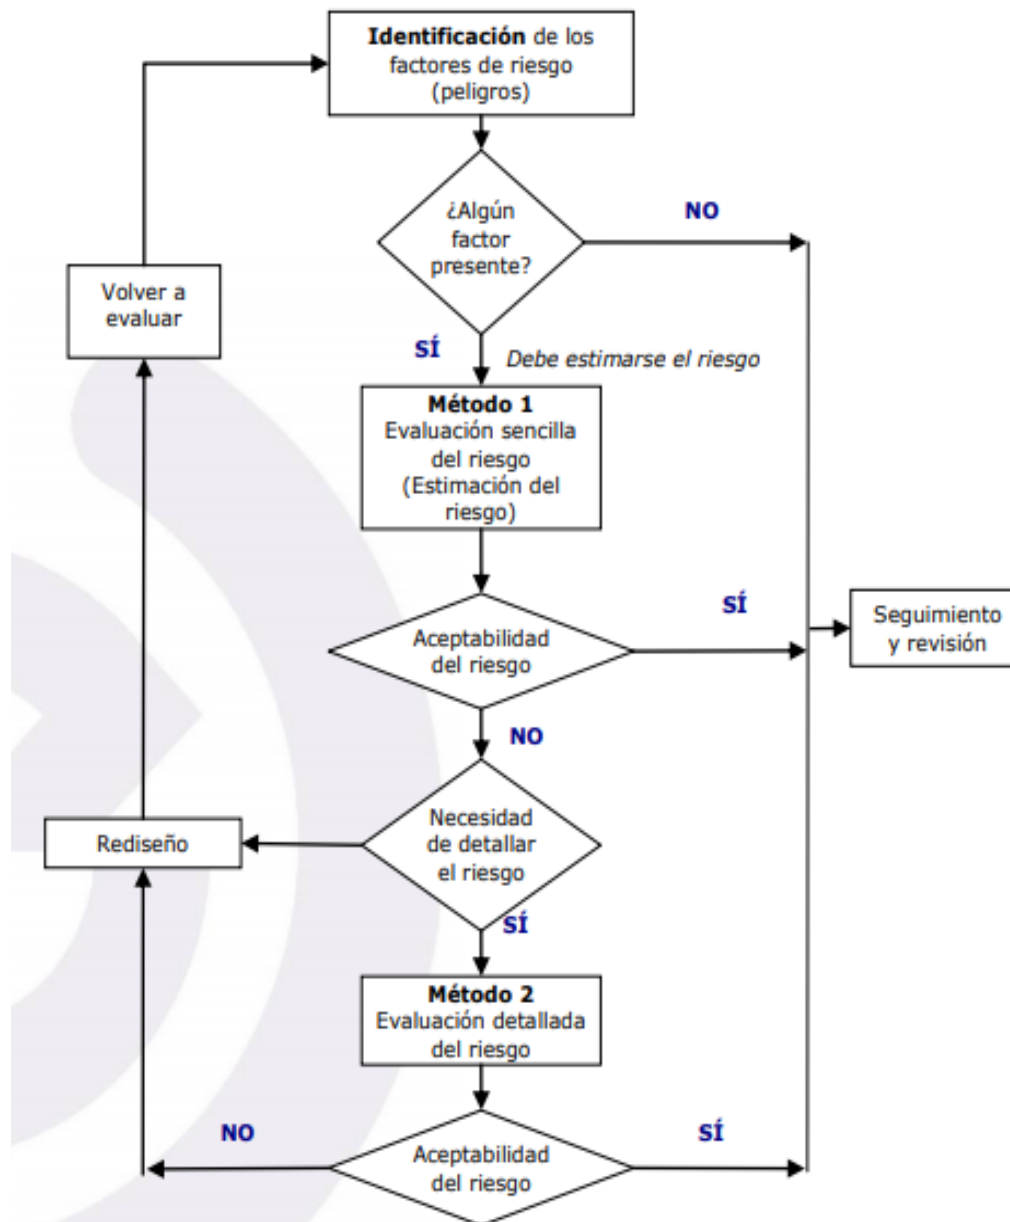 Identificación de los
factores de riesgo
(peligros)
¿Algún
factor
presente?
NO
Volver a
evaluar
SÍ
Debe estimarse el riesgo
Método 1
Evaluación sencilla
del riesgo
(Estimación del
riesgo)
Aceptabilidad
del riesgo
SÍ
Seguimiento
y revisión
NO
Necesidad
de detallar
el riesgo
Rediseño
SÍ
Método 2
Evaluación detallada
del riesgo
NO
Aceptabilidad
del riesgo
SÍ